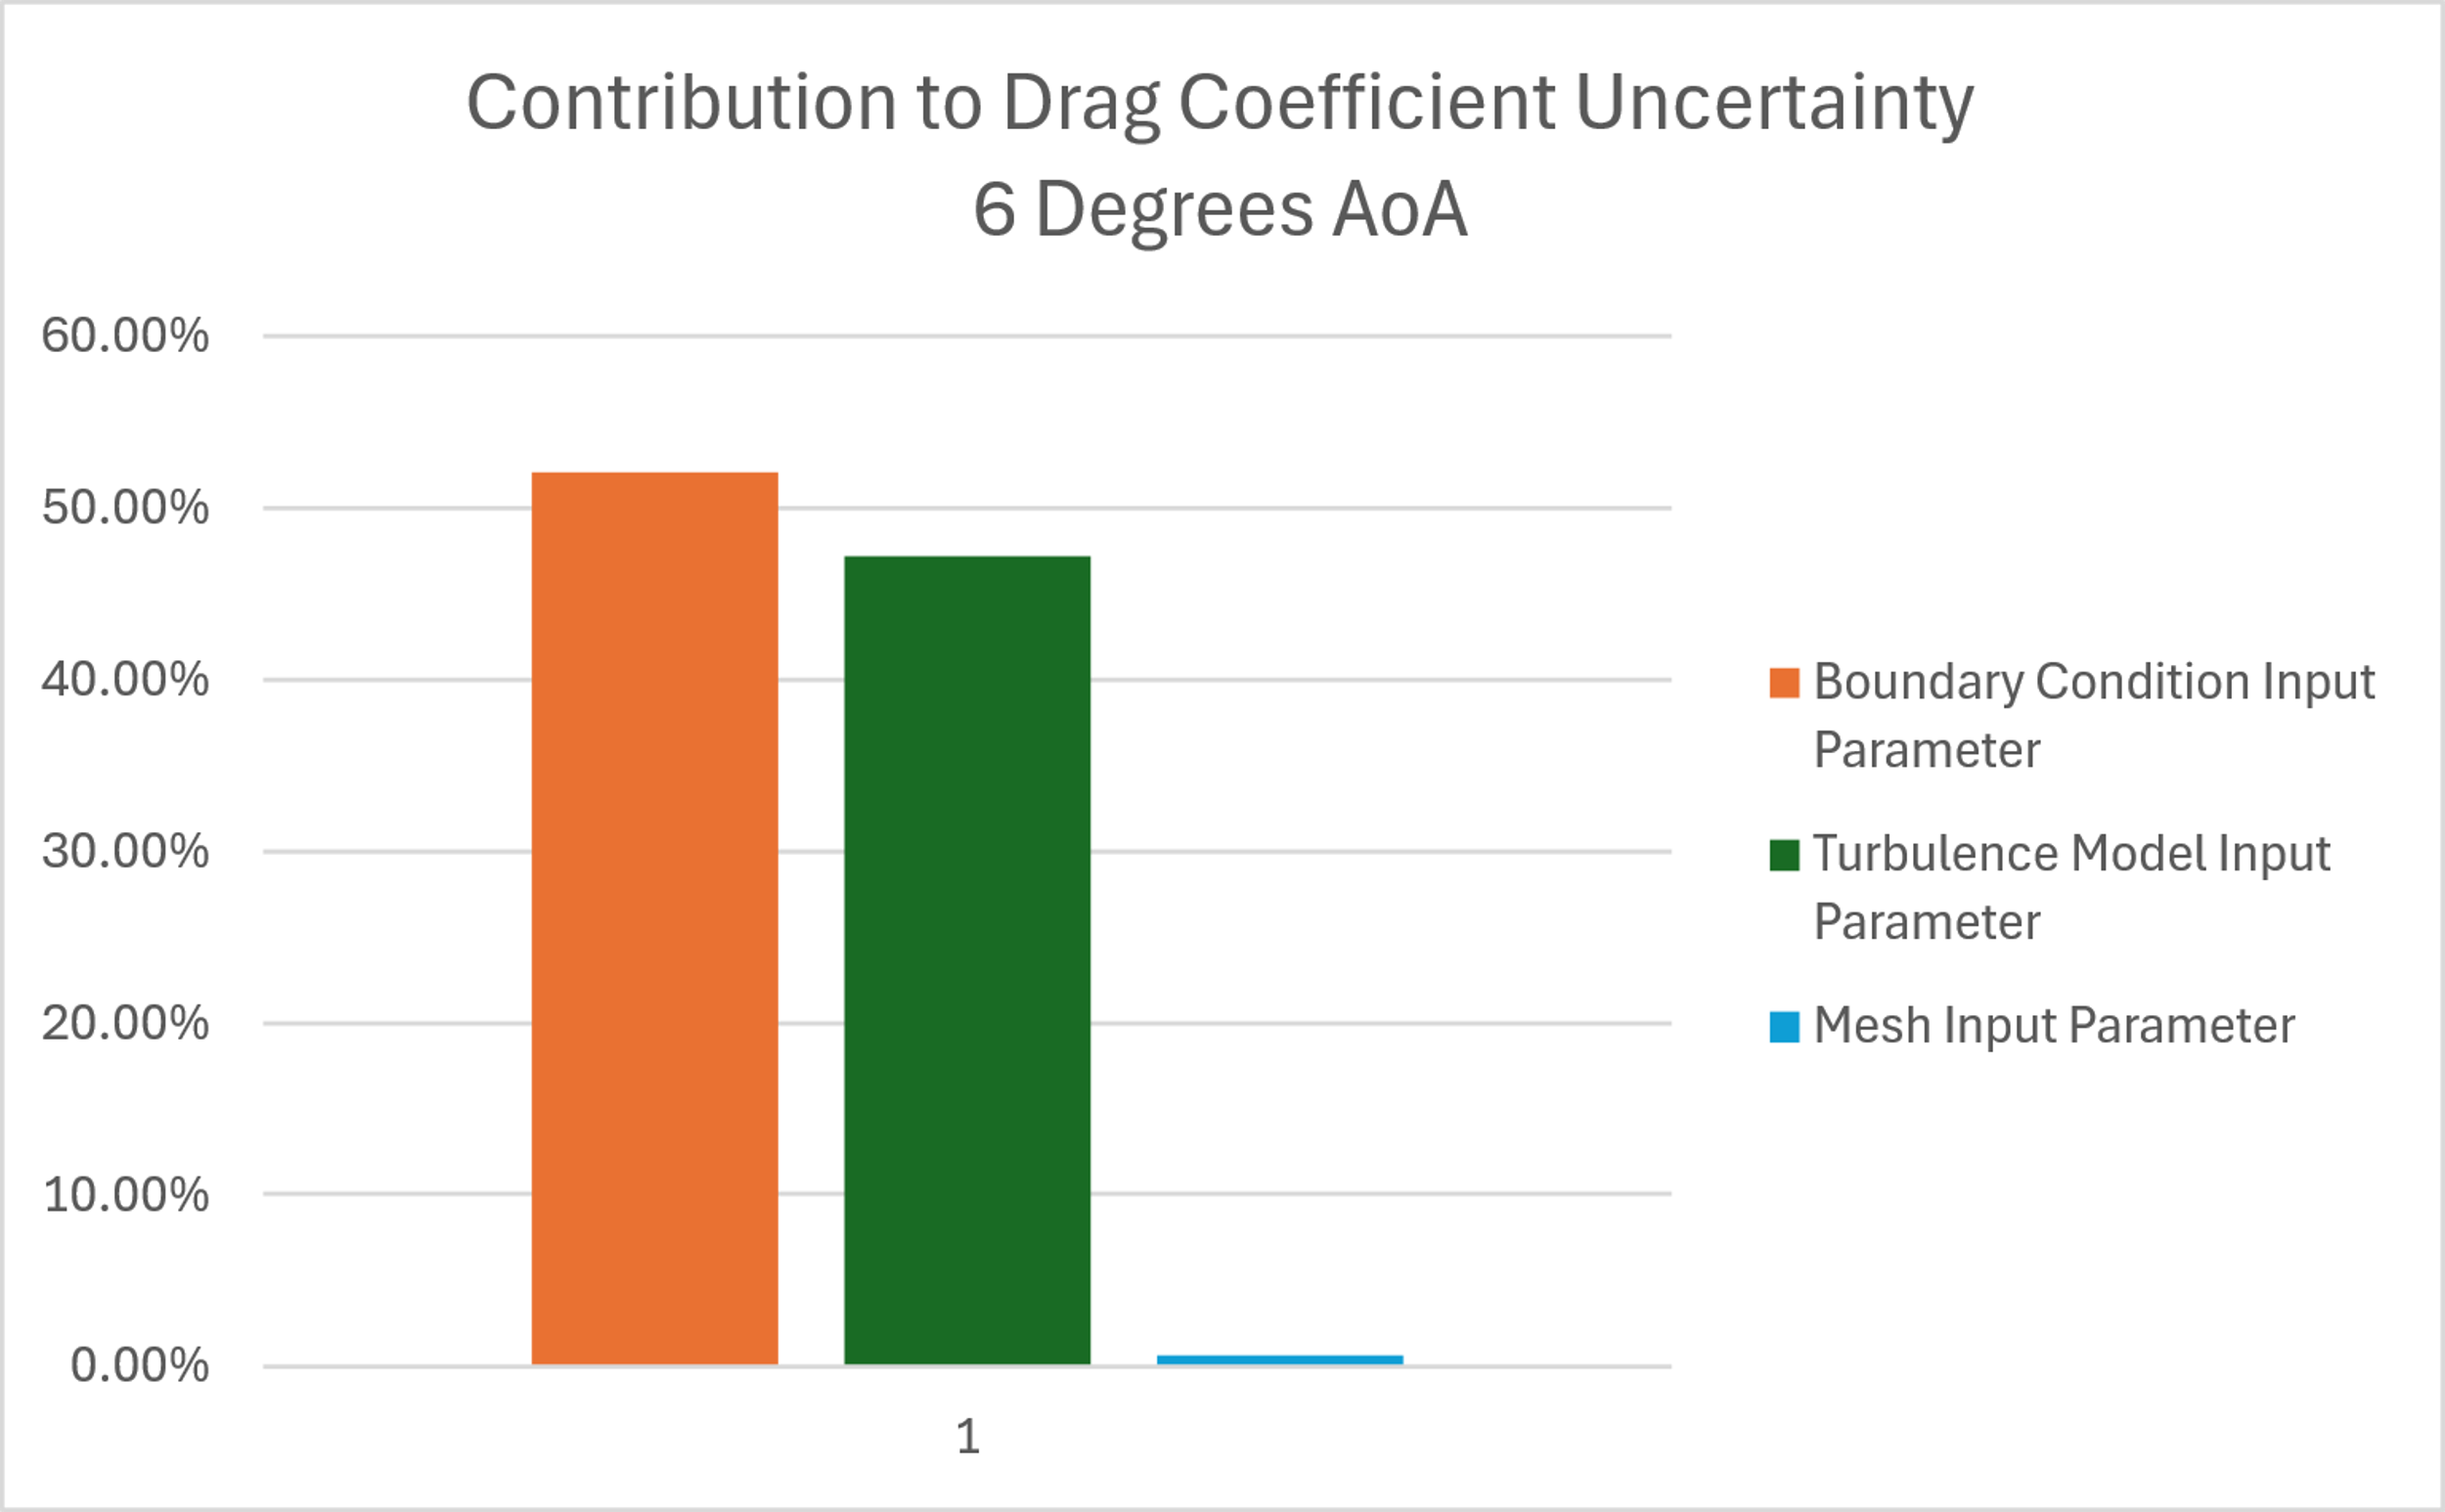 Contribution to Drag Coefficient Uncertainty
6 Degrees AoA
60.00%
50.00%
40.00%
30.00%
20.00%
10.00%
0.00%
1
Boundary Condition Input
Parameter
Turbulence Model Input
Parameter
Mesh Input Parameter